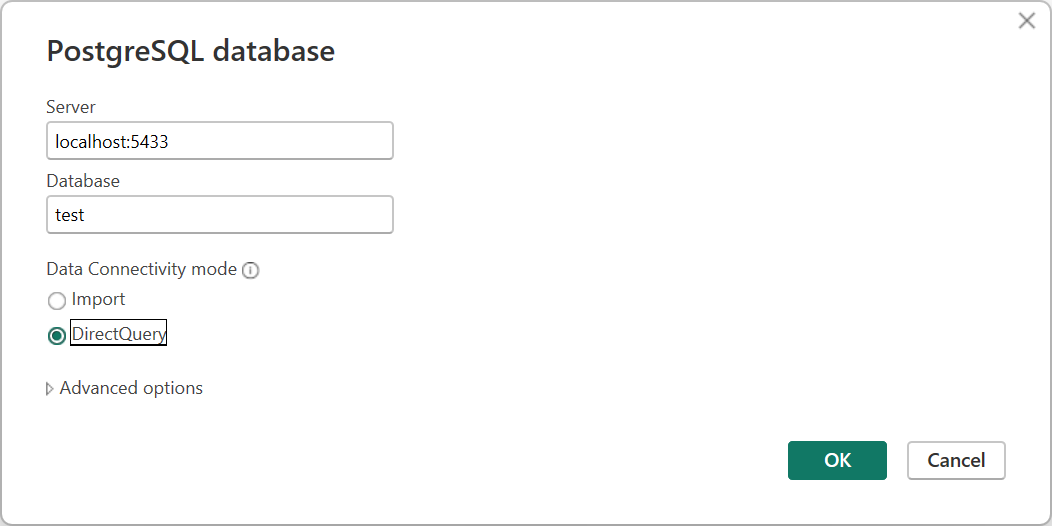 PostgreSQL database
Server
localhost:5433
Database
test
Data Connectivity mode
Import
DirectQuery
Advanced options
OK Cancel